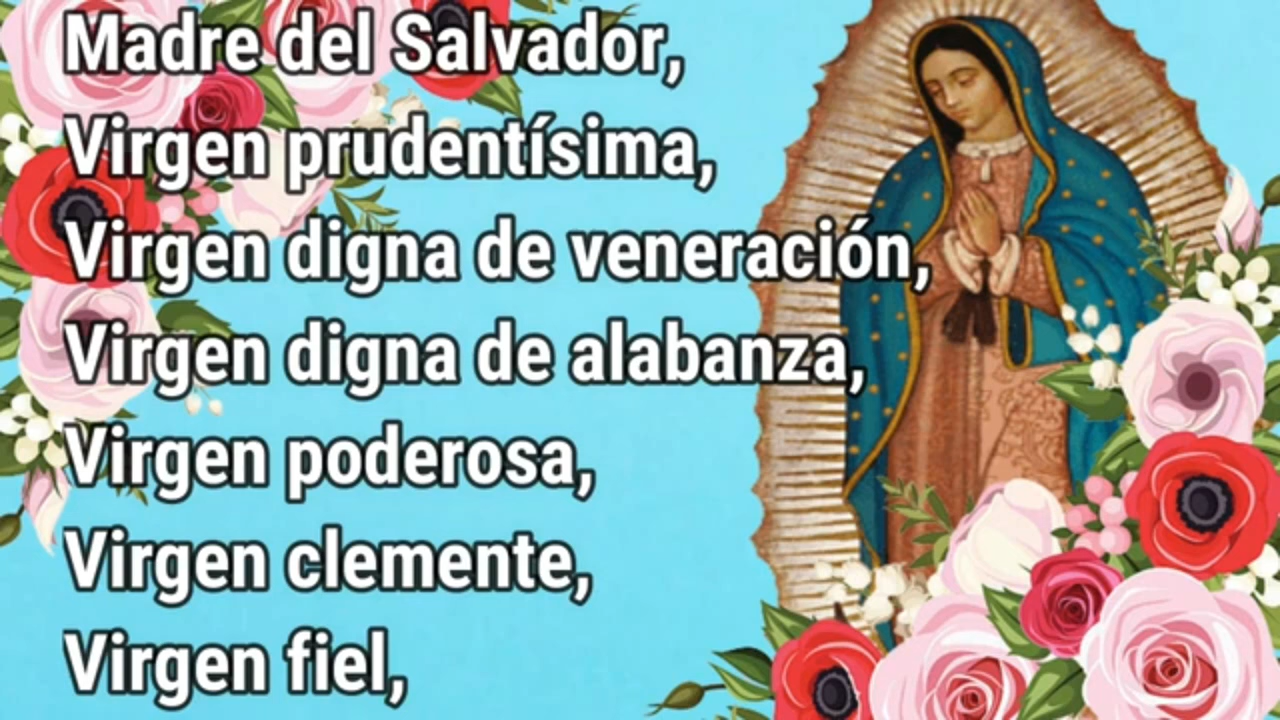 Madre del Salvador,
Virgen prudentísima,
Virgen digna de veneración,
Virgen digna de alabanza,
Virgen poderosa,
Virgen clemente,
Virgen fiel,